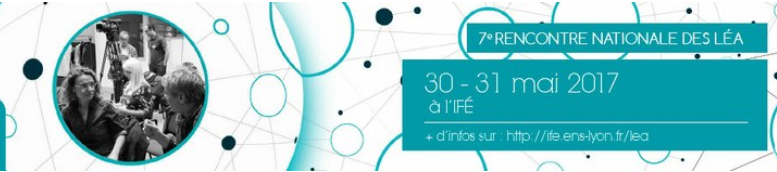 7e RENCONTRE NATIONALE DES LÉA
30 - 31 mai 2017
à l'IFÉ
+ d'infos sur : http://ife.ens-lyon.fr/lea